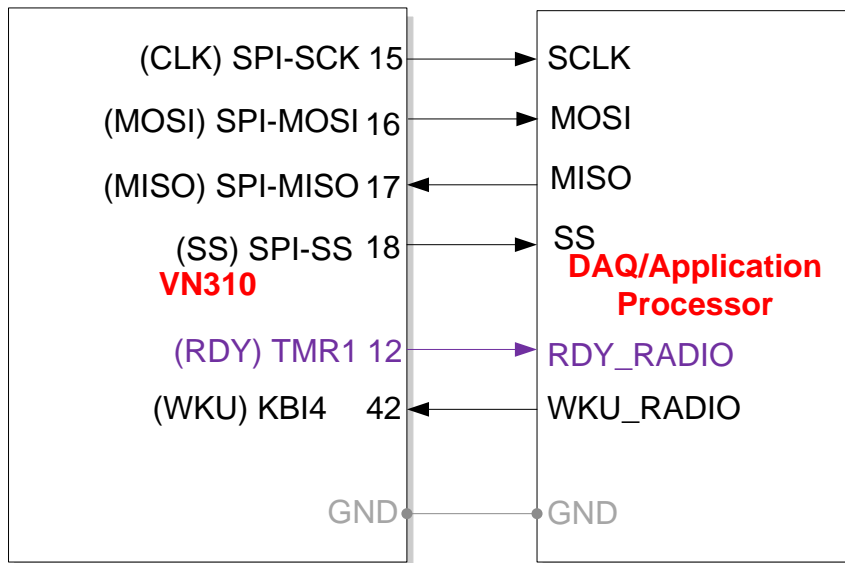 (CLK) SPI-SCK 15 SCLK
(MOSI) SPI-MOSI 16 MOSI
(MISO) SPI-MISO 17 MISO
(SS) SPI-SS 18 SS
VN310
DAQ/Application
Processor
(RDY) TMR1 12 RDY_RADIO
(WKU) KBI4 42 WKU_RADIO
GND GND